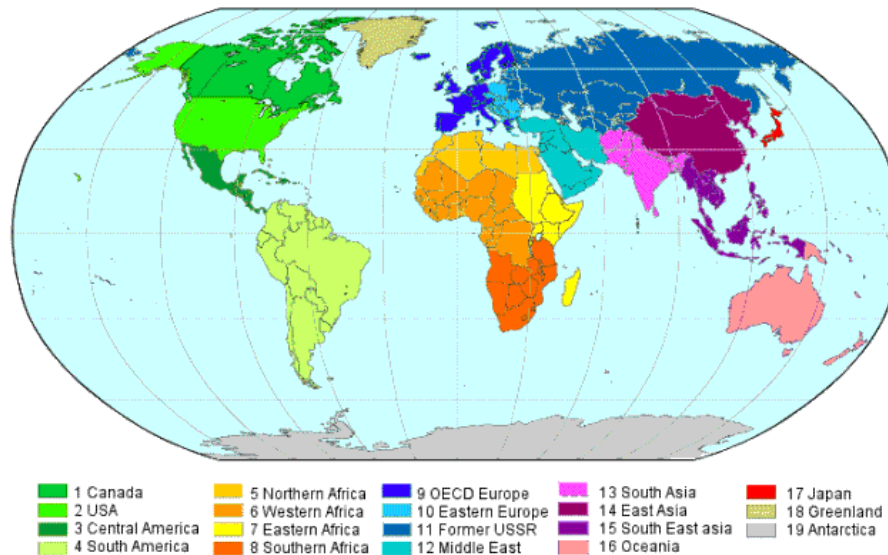 1 Canada
2 USA
3 Central America
4 South America
5 Northern Africa
6 Western Africa
7 Eastern Africa
8 Southern Africa
9 OECD Europe
10 Eastern Europe
11 Former USSR
12 Middle East
13 South Asia
14 East Asia
15 South East asia
16 Oceania
17 Japan
18 Greenland
19 Antarctica